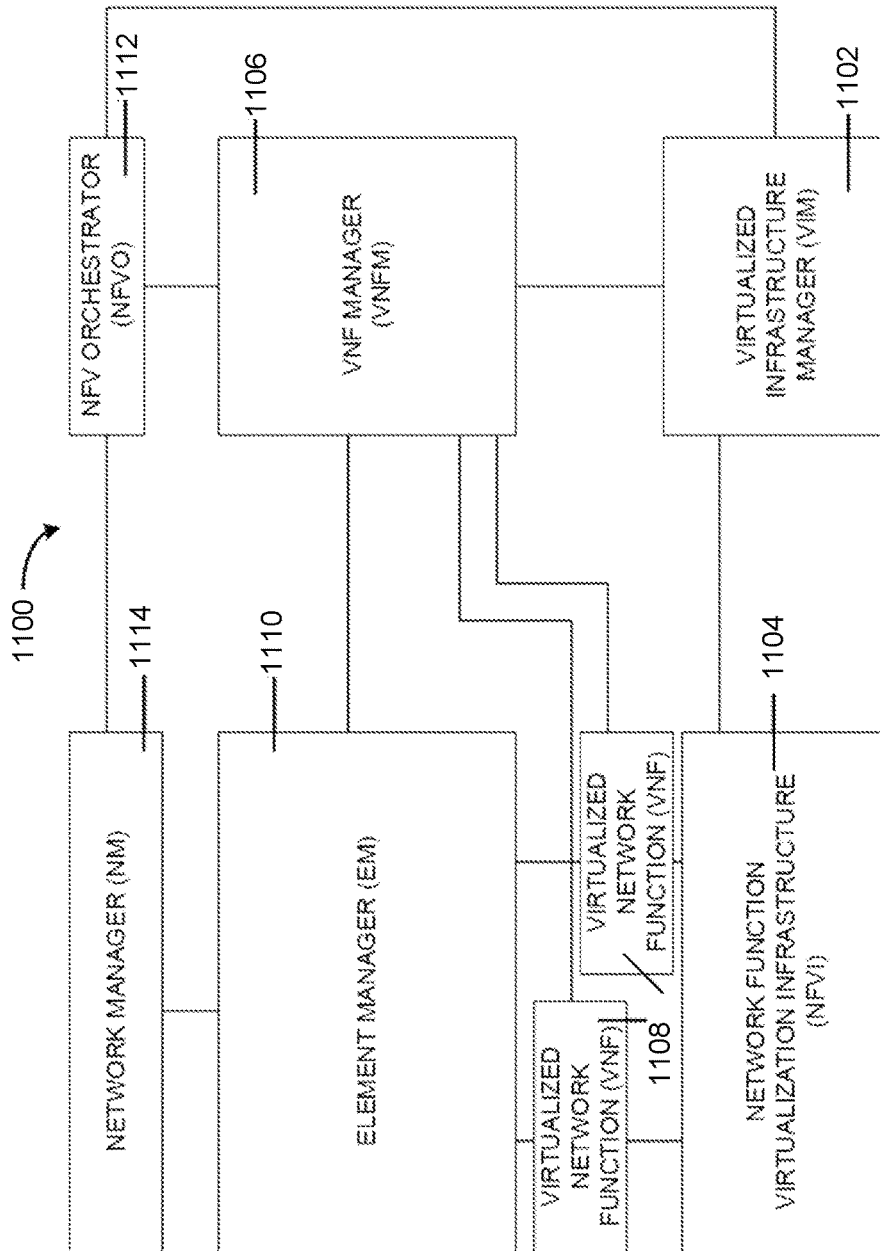 1100
NETWORK MANAGER (NM)
1114
NFV ORCHESTRATOR
(NFVO)
1112
ELEMENT MANAGER (EM)
1110
VNF MANAGER
(VNFM)
1106
VIRTUALIZED
NETWORK
FUNCTION (VNF)
VIRTUALIZED
NETWORK
FUNCTION (VNF)
1108
NETWORK FUNCTION
VIRTUALIZATION INFRASTRUCTURE
(NFVI)
1104
VIRTUALIZED
INFRASTRUCTURE
MANAGER (VIM)
1102